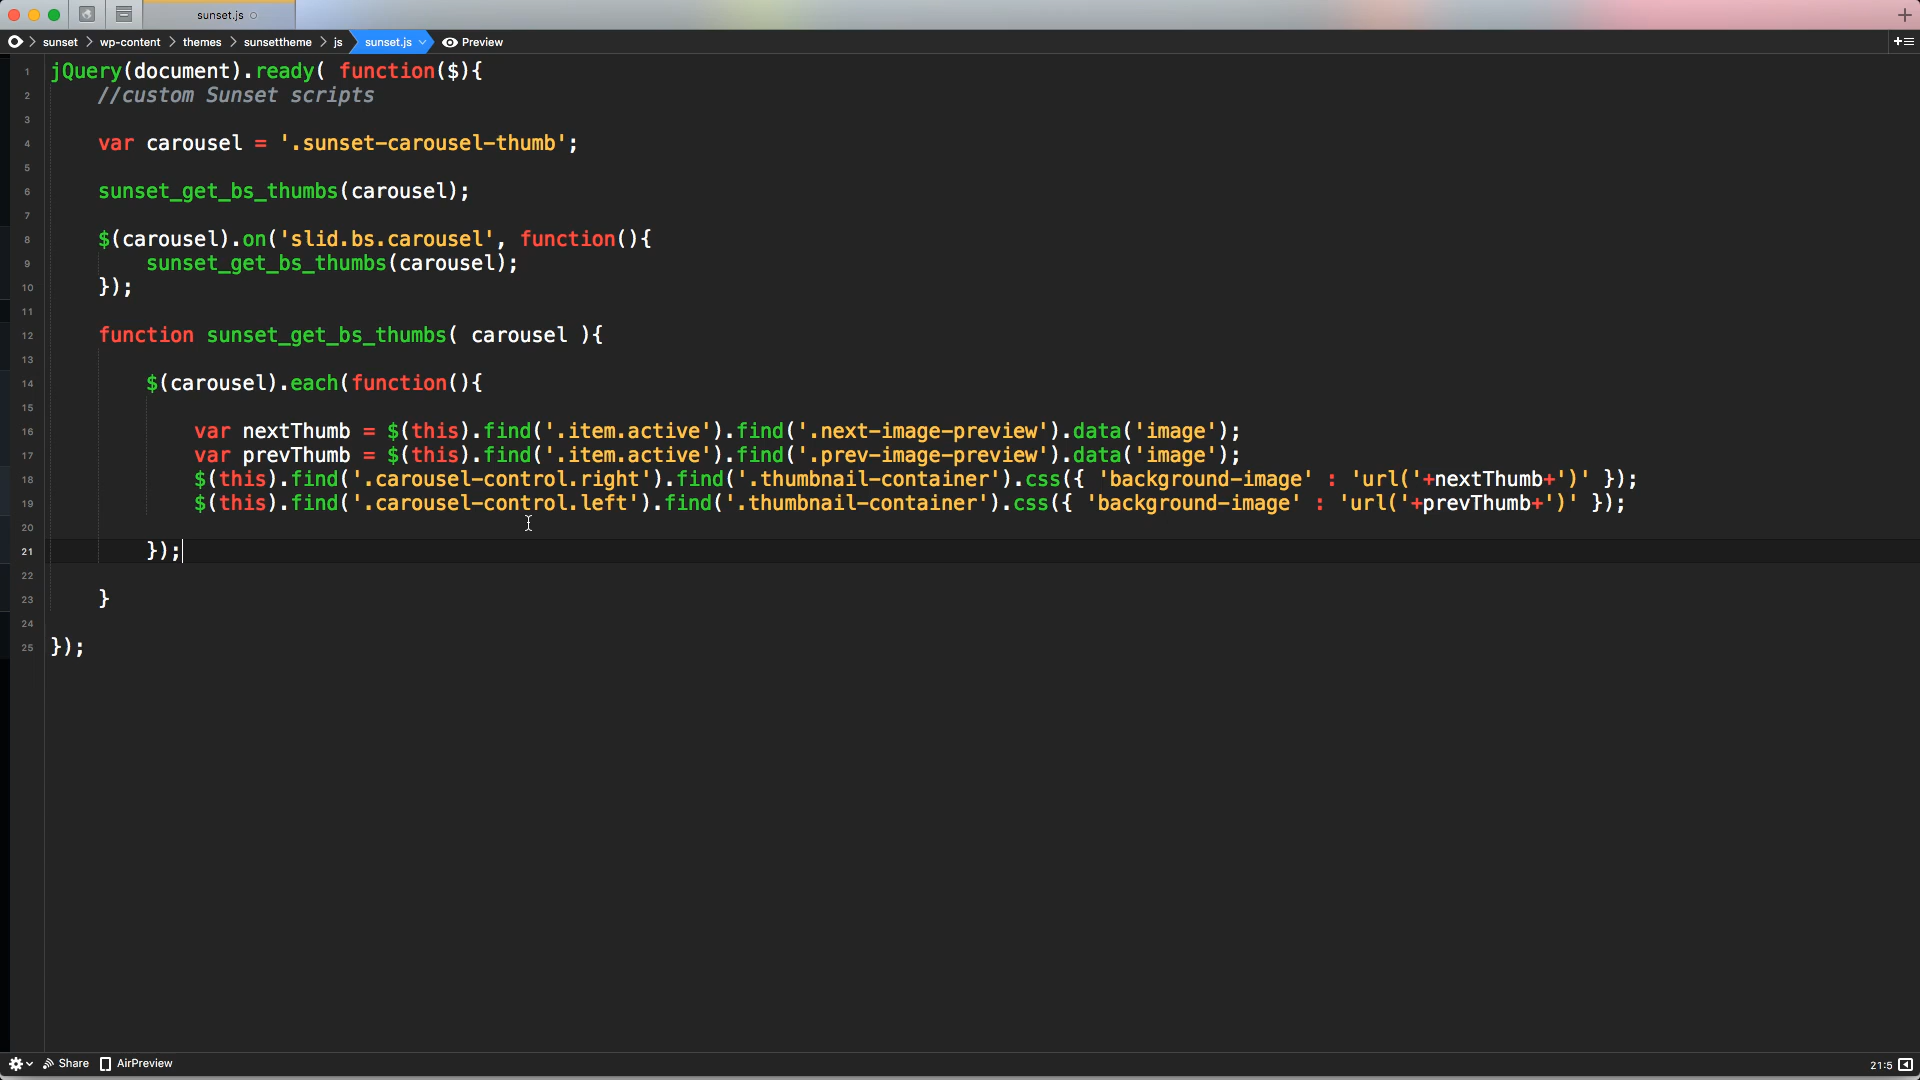 sunset.js
sunset wp-content themes sunsettheme js sunset.js Preview
1 jQuery(document).ready( function($){
2 //custom Sunset scripts
3
4 var carousel = '.sunset-carousel-thumb';
5
6 sunset_get_bs_thumbs(carousel);
7
8 $(carousel).on('slid.bs.carousel', function(){
9 sunset_get_bs_thumbs(carousel);
10 });
11
12 function sunset_get_bs_thumbs( carousel ){
13
14 $(carousel).each(function(){
15
16 var nextThumb = $(this).find('.item.active').find('.next-image-preview').data('image');
17 var prevThumb = $(this).find('.item.active').find('.prev-image-preview').data('image');
18 $(this).find('.carousel-control.right').find('.thumbnail-container').css({ 'background-image' : 'url('+nextThumb+')' });
19 $(this).find('.carousel-control.left').find('.thumbnail-container').css({ 'background-image' : 'url('+prevThumb+')' });
20
21 });
22
23 }
24
25 });
Share AirPreview 21:5